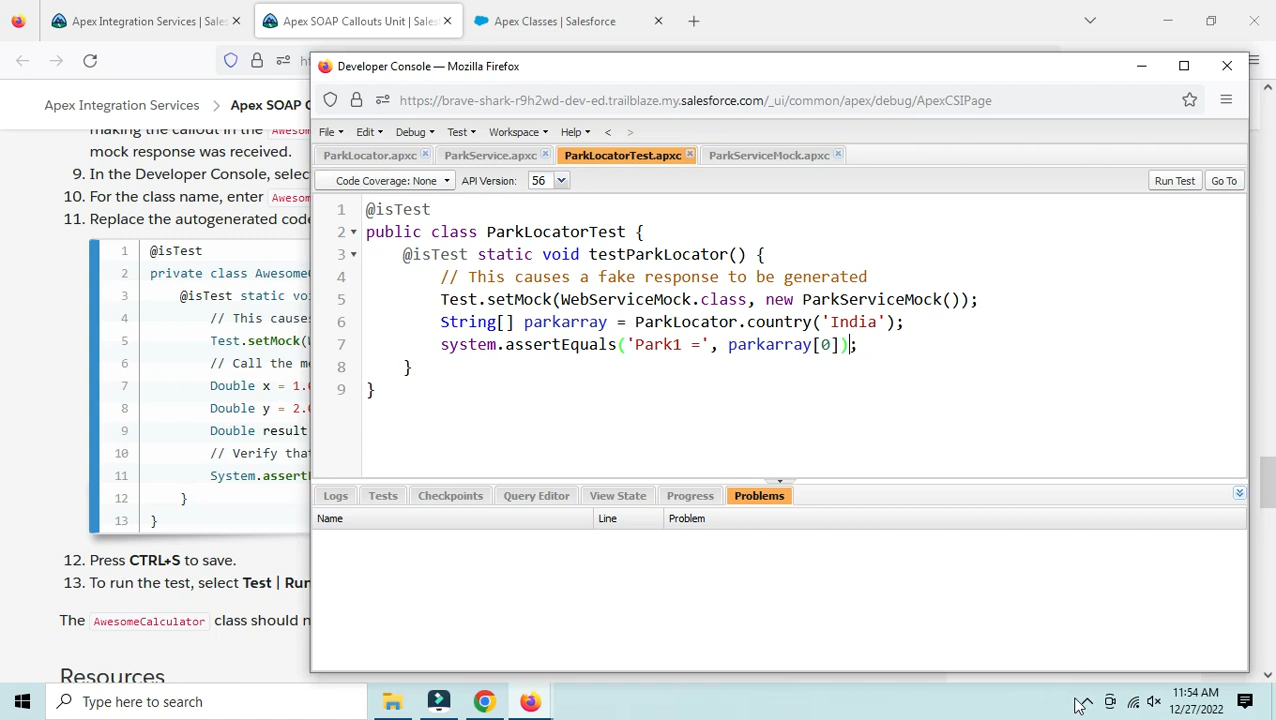 Apex Integration Services | Sales
Apex SOAP Callouts Unit | Sales
Apex Classes | Salesforce
Developer Console — Mozilla Firefox
https://brave-shark-r9h2wd-dev-ed.trailblaze.my.salesforce.com/_ui/common/apex/debug/ApexCSIPage
Apex Integration Services
File Edit Debug Test Workspace Help < >
ParkLocator.apxc ParkService.apxc ParkLocatorTest.apxc ParkServiceMock.apxc
Code Coverage: None API Version: 56 Run Test Go To
1 @isTest
2 public class ParkLocatorTest {
3 @isTest static void testParkLocator() {
4 // This causes a fake response to be generated
5 Test.setMock(WebServiceMock.class, new ParkServiceMock());
6 String[] parkarray = ParkLocator.country('India');
7 system.assertEquals('Park1 =', parkarray[0]);
8 }
9 }
Logs Tests Checkpoints Query Editor View State Progress Problems
Name Line Problem
making the callout in the
mock response was received.
9. In the Developer Console, selec
10. For the class name, enter
11. Replace the autogenerated cod
1 @isTest
2 private class Awesome
3 @isTest static voi
4 // This cause
5 Test.setMock(
6 // Call the me
7 Double x = 1.
8 Double y = 2.
9 Double result
10 // Verify tha
11 System.assert
12 }
13 }
12. Press CTRL+S to save.
13. To run the test, select Test | Run
The AwesomeCalculator class should n
Resources
Type here to search
11:54 AM
12/27/2022